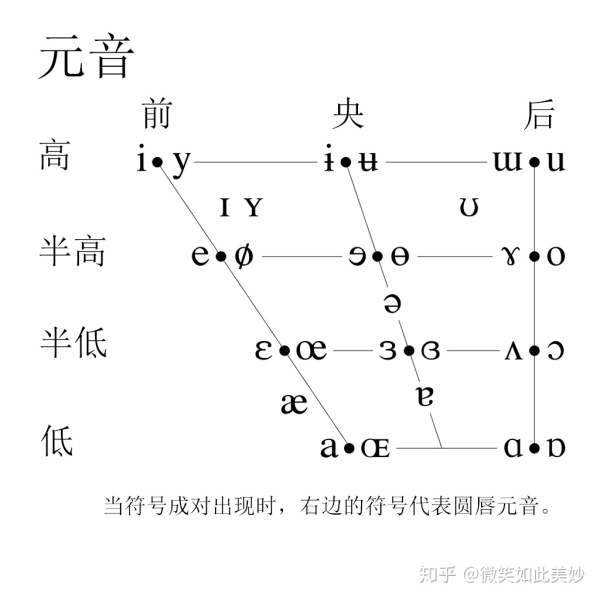 元音
前 央 后
高 i y ɨ ʉ ɯ u
ɪ ʏ ʊ
半高 e ø ɘ ɵ ɤ o
ə
半低 ɛ œ ɜ ɞ ʌ ɔ
æ ɐ
低 a ɶ ɑ ɒ
当符号成对出现时，右边的符号代表圆唇元音。
知乎 @微笑如此美妙